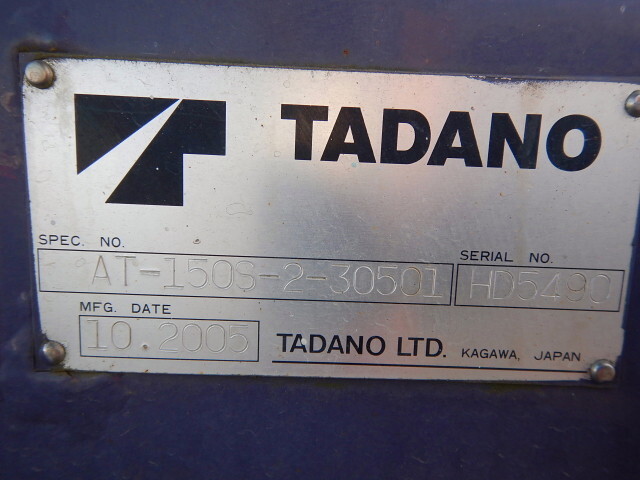 TADANO
SPEC. NO.
AT-150S-2-30501
SERIAL NO.
HD5490
MFG. DATE
10.2005
TADANO LTD. KAGAWA, JAPAN